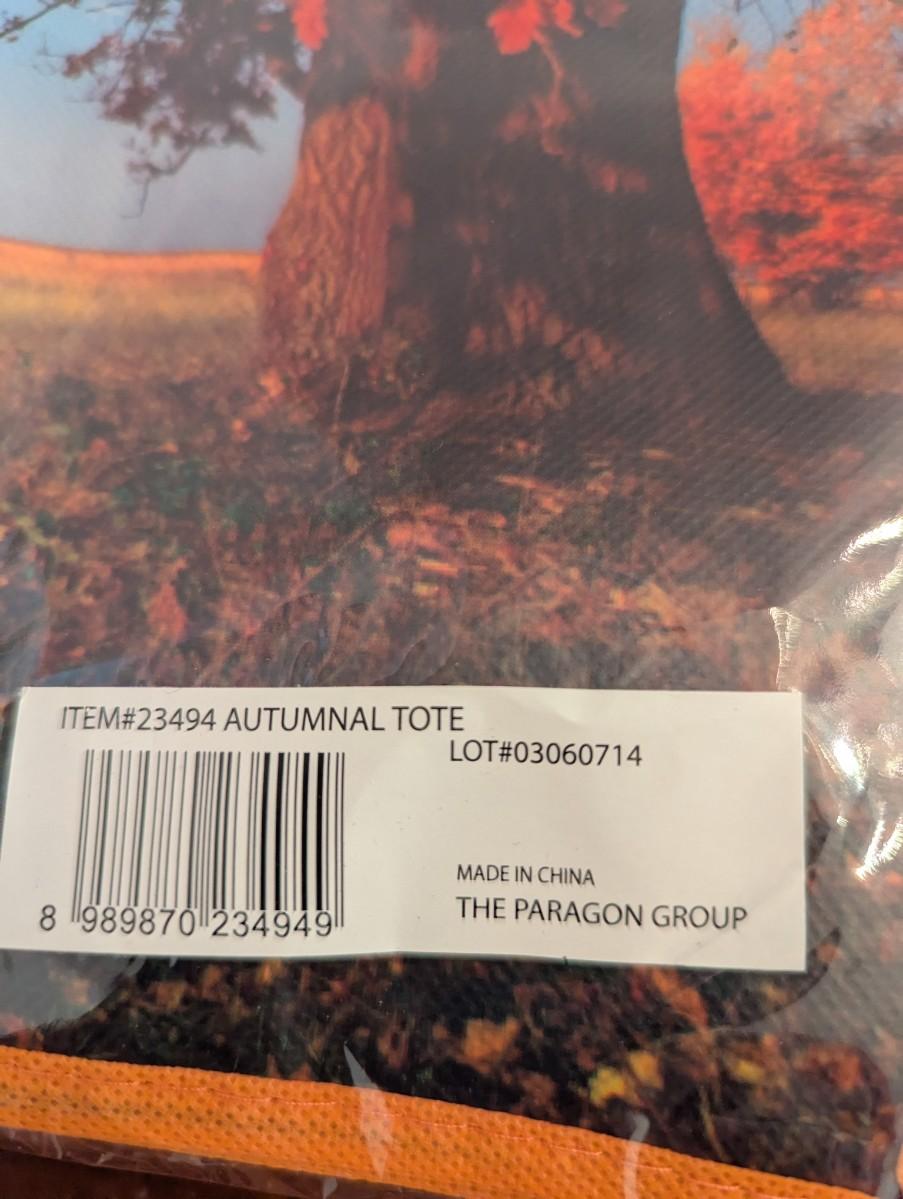 ITEM#23494 AUTUMNAL TOTE
LOT#03060714
MADE IN CHINA
THE PARAGON GROUP
8 989870 234949